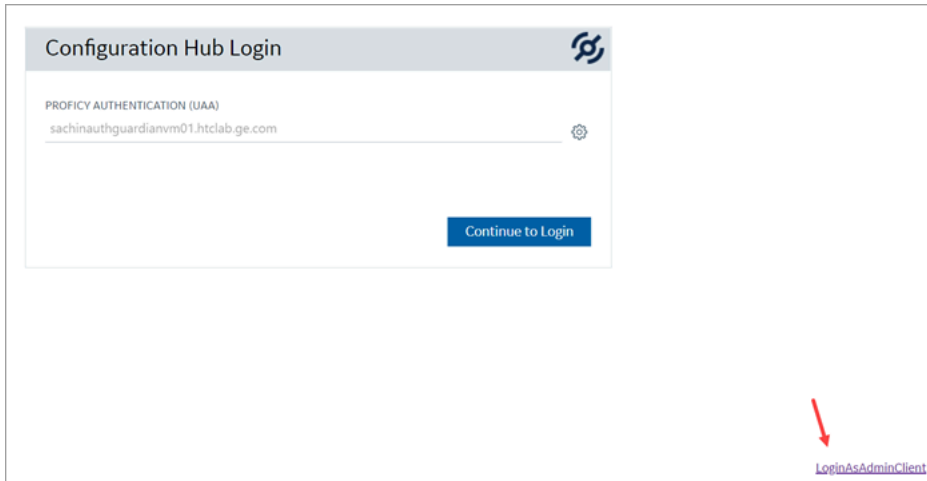 Configuration Hub Login
PROFICY AUTHENTICATION (UAA)
sachinauthguardianvm01.htclab.ge.com
Continue to Login
LoginAsAdminClient